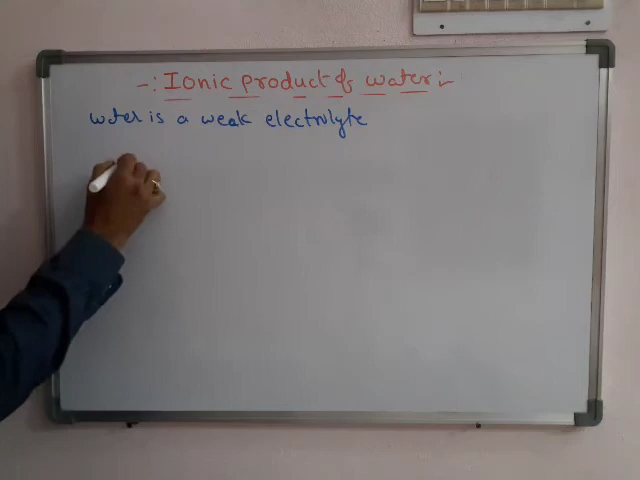 -: Ionic product of water :-
water is a weak electrolyte